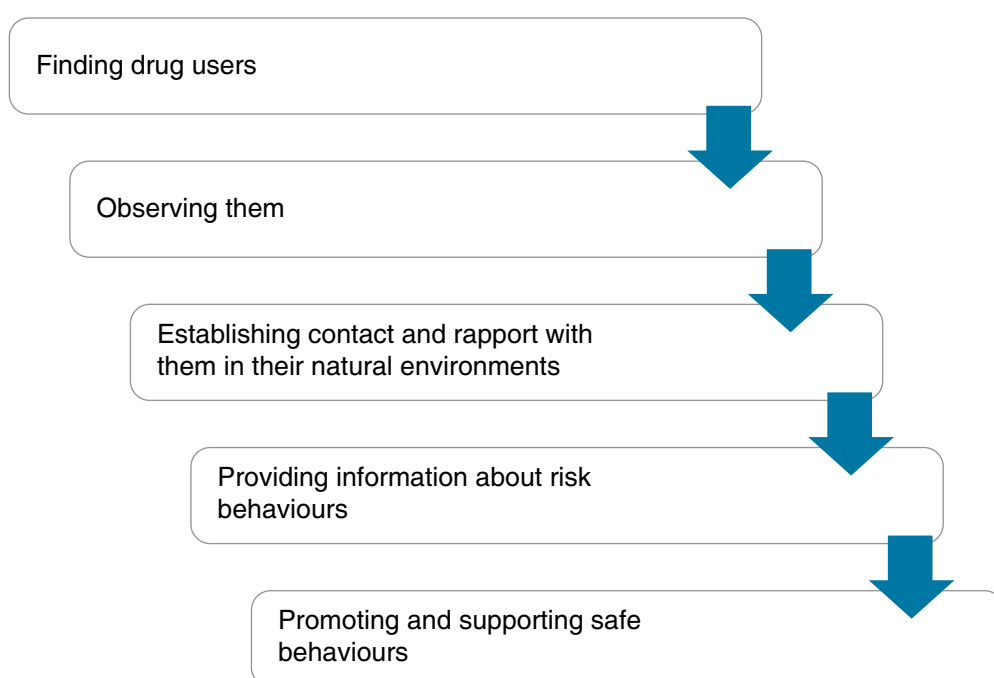 Finding drug users
Observing them
Establishing contact and rapport with
them in their natural environments
Providing information about risk
behaviours
Promoting and supporting safe
behaviours